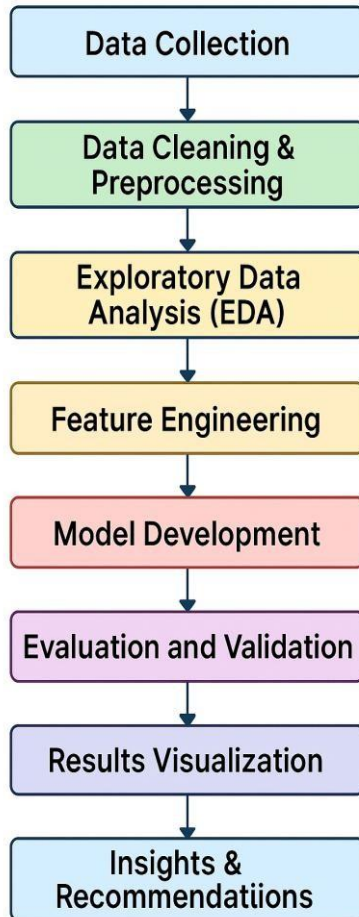 Data Collection
Data Cleaning &
Preprocessing
Exploratory Data
Analysis (EDA)
Feature Engineering
Model Development
Evaluation and Validation
Results Visualization
Insights &
Recommendatiions